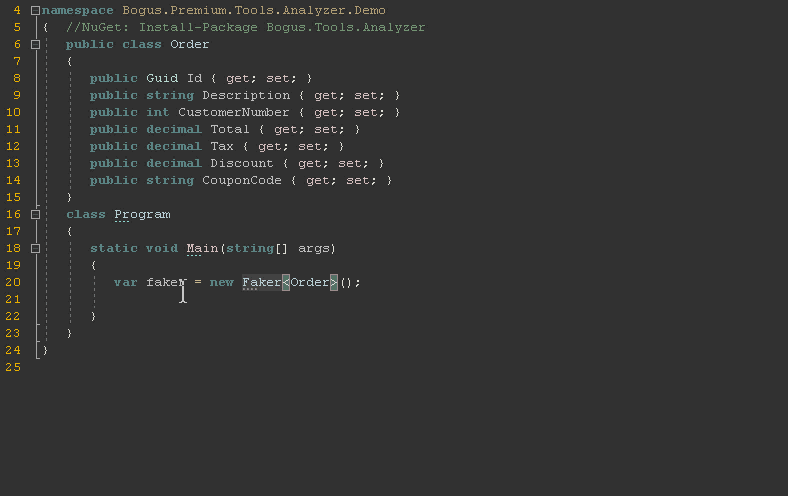 4 namespace Bogus.Premium.Tools.Analyzer.Demo
5 { //NuGet: Install-Package Bogus.Tools.Analyzer
6 public class Order
7 {
8 public Guid Id { get; set; }
9 public string Description { get; set; }
10 public int CustomerNumber { get; set; }
11 public decimal Total { get; set; }
12 public decimal Tax { get; set; }
13 public decimal Discount { get; set; }
14 public string CouponCode { get; set; }
15 }
16 class Program
17 {
18 static void Main(string[] args)
19 {
20 var faker = new Faker<Order>();
21
22 }
23 }
24 }
25